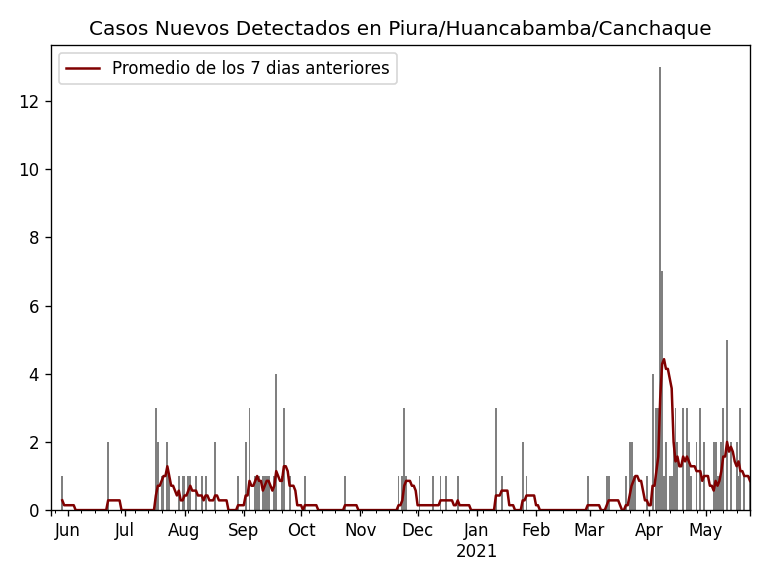 Casos Nuevos Detectados en Piura/Huancabamba/Canchaque
Promedio de los 7 dias anteriores
12
10
8
6
4
2
0
Jun Jul Aug Sep Oct Nov Dec Jan Feb Mar Apr May
2021